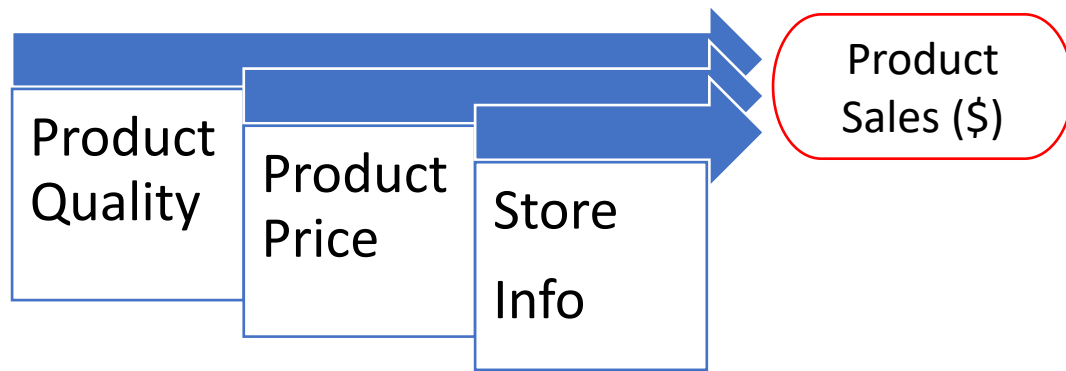 Product
Quality
Product
Price
Store
Info
Product
Sales ($)